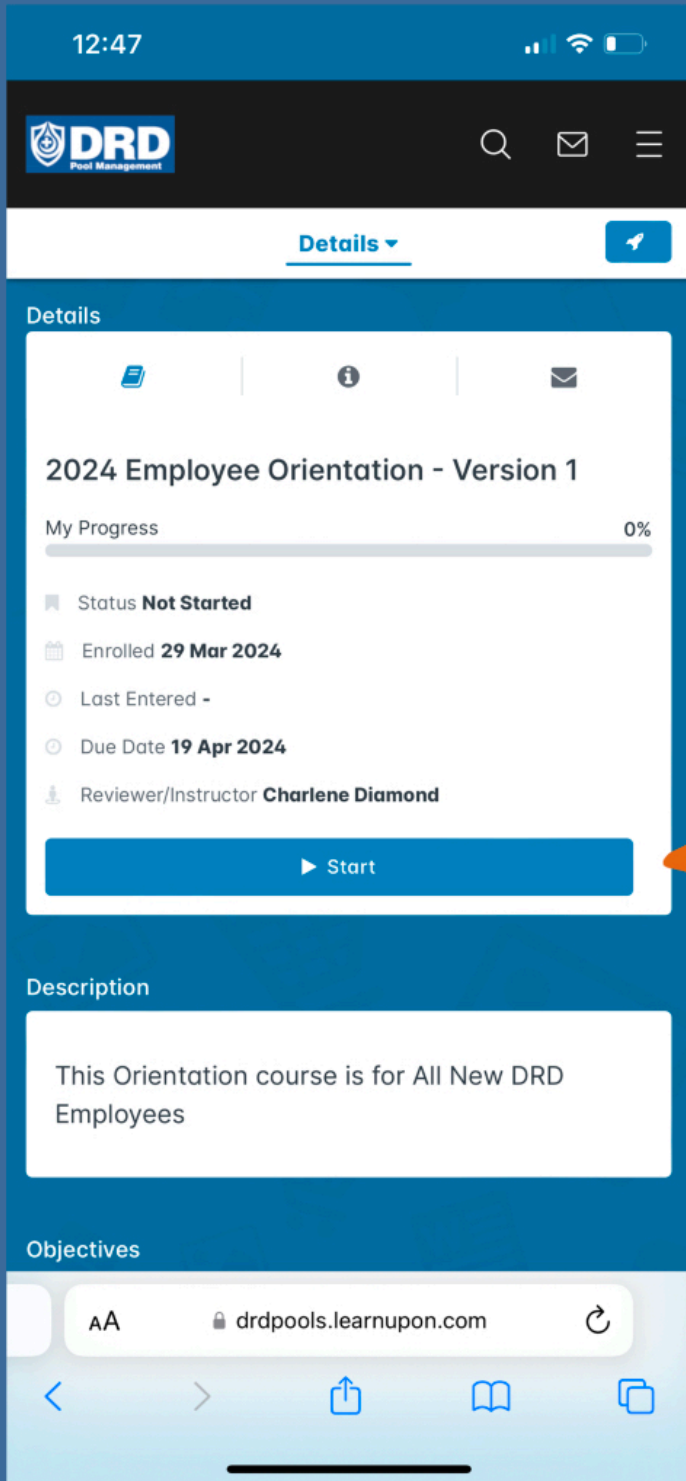 12:47
DRD
Pool Management
Details
Details
2024 Employee Orientation - Version 1
My Progress 0%
Status Not Started
Enrolled 29 Mar 2024
Last Entered -
Due Date 19 Apr 2024
Reviewer/Instructor Charlene Diamond
Start
Description
This Orientation course is for All New DRD
Employees
Objectives
AA drdpools.learnupon.com